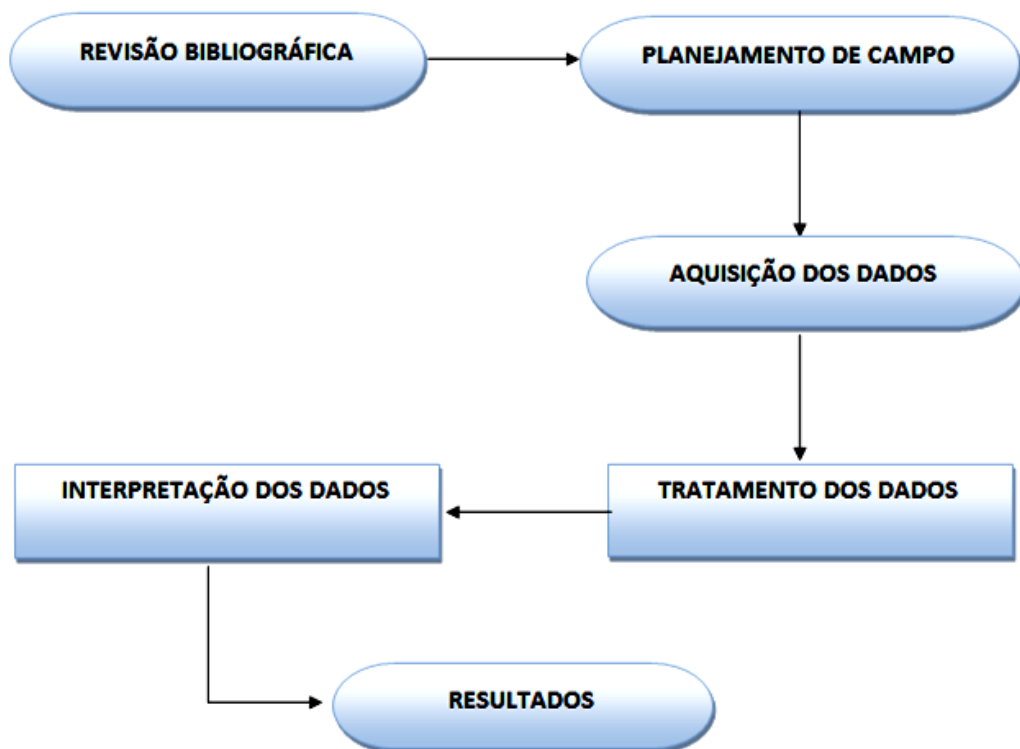 REVISÃO BIBLIOGRÁFICA
PLANEJAMENTO DE CAMPO
AQUISIÇÃO DOS DADOS
TRATAMENTO DOS DADOS
INTERPRETAÇÃO DOS DADOS
RESULTADOS